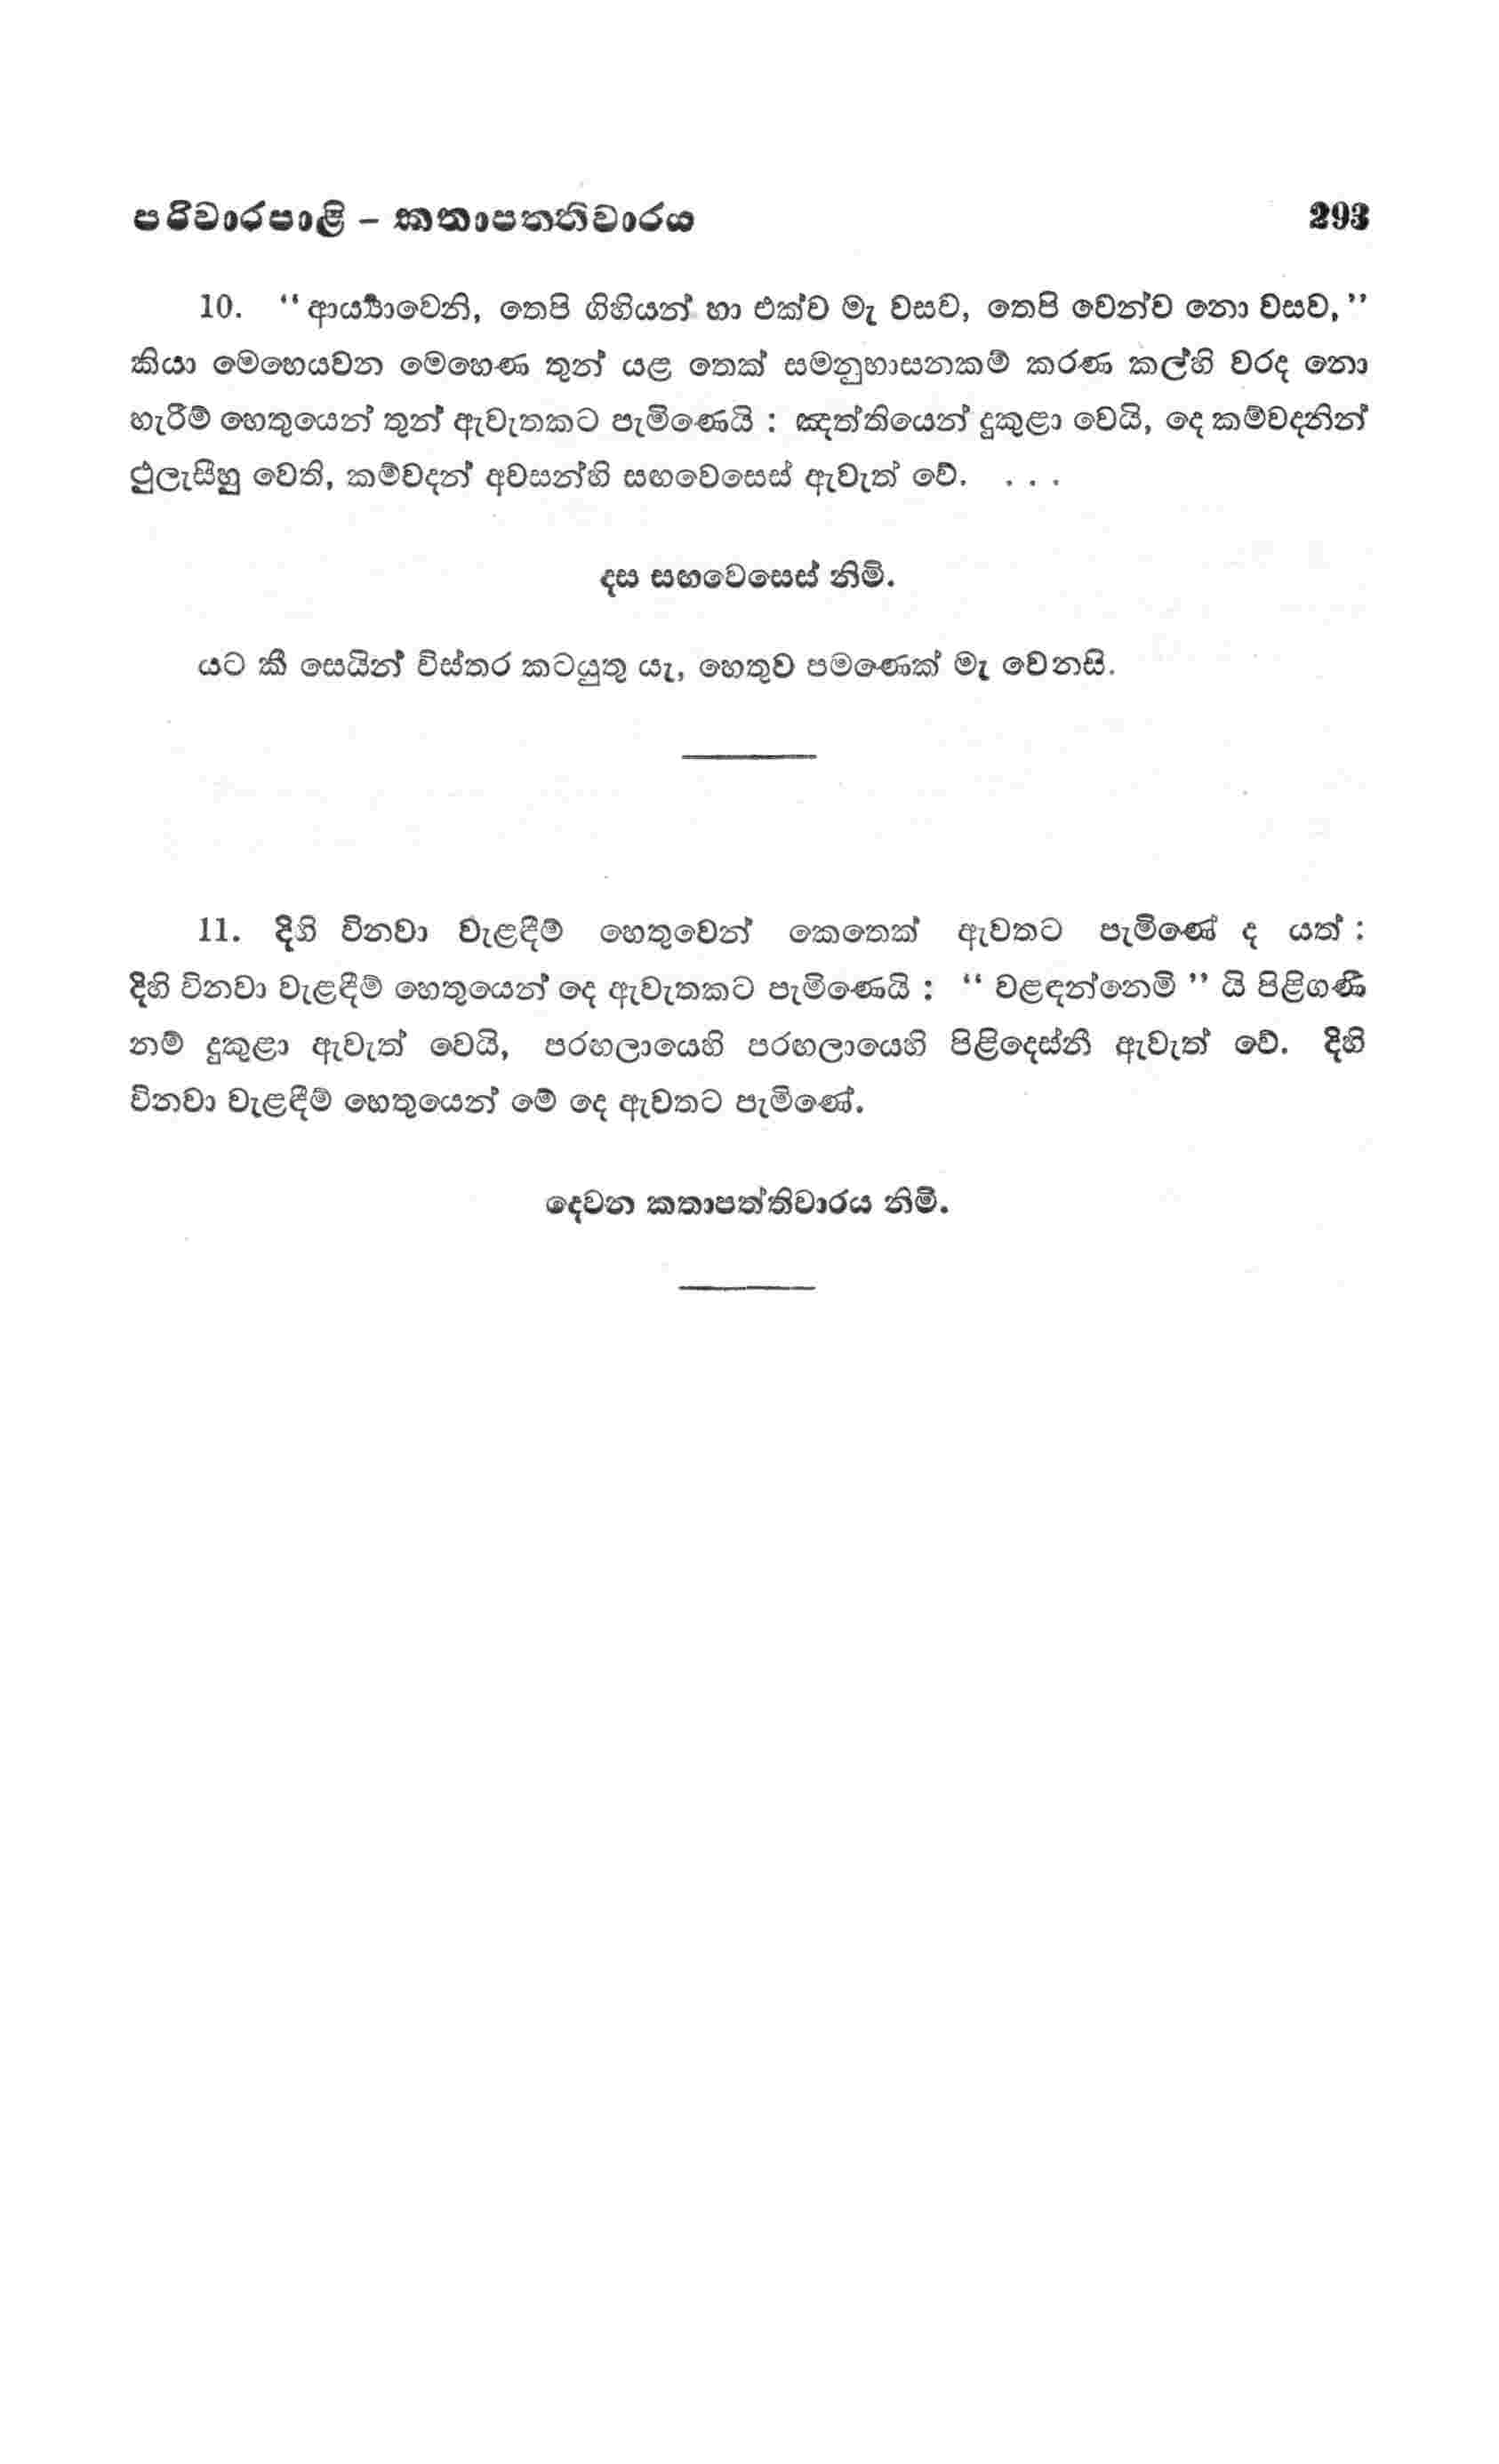 පරිවාරපාළි – කතාපත්තිවාරය 293
10. “ ආර්‍ය්‍යාවෙනි, තෙපි ගිහියන් හා එක්ව මැ වසව, තෙපි වෙන්ව නො වසව, ”
කියා මෙහෙයවන මෙහෙණ තුන් යළ තෙක් සමනුභාසනකම් කරණ කල්හි වරද නො
හැරීම් හෙතුයෙන් තුන් ඇවැතකට පැමිණෙයි : ඤත්තියෙන් දුකුළා වෙයි, දෙ කම්වදනින්
ථුලැසිහු වෙති, කම්වදන් අවසන්හි සඟවෙසෙස් ඇවැත් වේ. . . .
දස සඟවෙසෙස් නිමි.
යට කී සෙයින් විස්තර කටයුතු යැ, හෙතුව පමණෙක් මැ වෙනසි.
11. දිහි විනවා වැළඳීම් හෙතුවෙන් කෙතෙක් ඇවතට පැමිණේ ද යත් :
දිහි විනවා වැළඳීම් හෙතුයෙන් දෙ ඇවැතකට පැමිණෙයි : “ වළඳන්නෙමි ” යි පිළිගණී
නම් දුකුළා ඇවැත් වෙයි, පරගලායෙහි පරගලායෙහි පිළිදෙස්නී ඇවැත් වේ. දිහි
විනවා වැළඳීම් හෙතුයෙන් මේ දෙ ඇවතට පැමිණේ.
දෙවන කතාපත්තිවාරය නිමි.